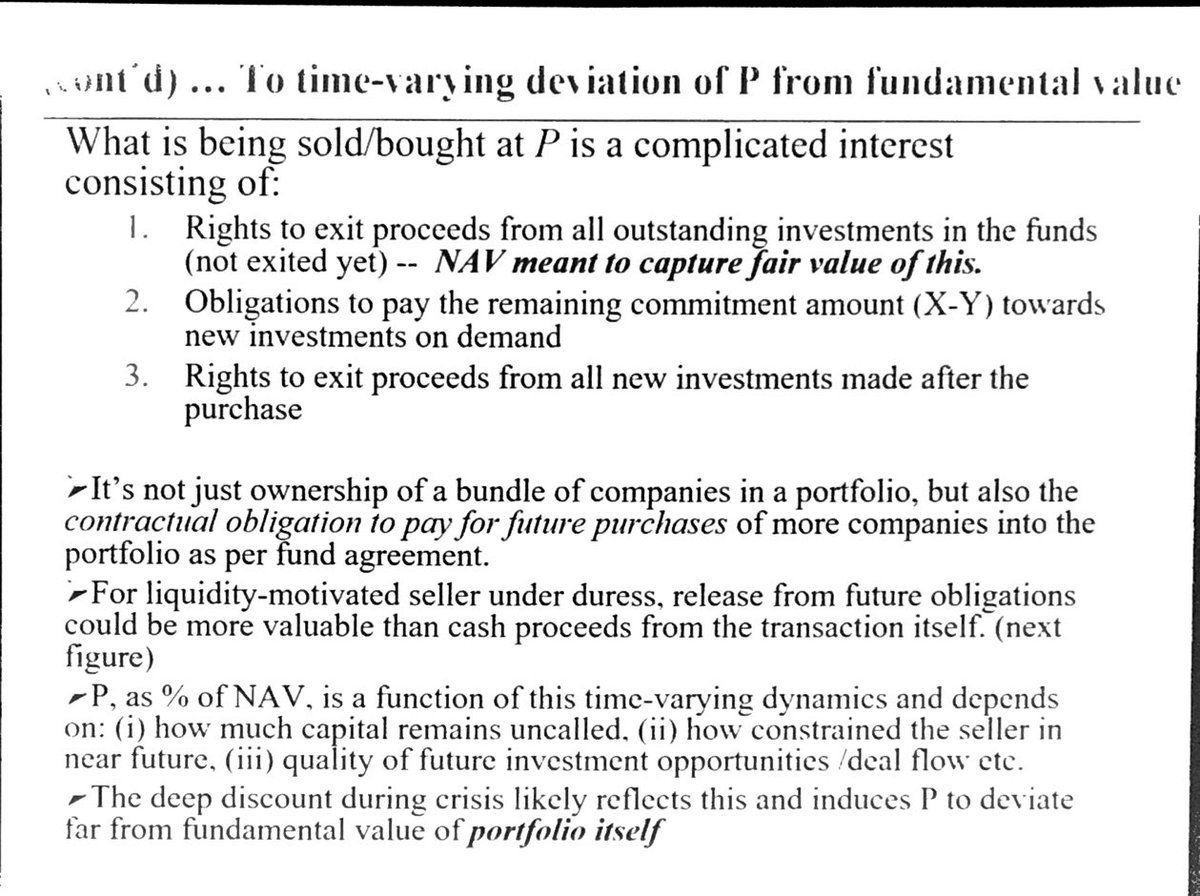 (cont'd) ... To time-varying deviation of P from fundamental value
What is being sold/bought at P is a complicated interest
consisting of:
1. Rights to exit proceeds from all outstanding investments in the funds
(not exited yet) -- NAV meant to capture fair value of this.
2. Obligations to pay the remaining commitment amount (X-Y) towards
new investments on demand
3. Rights to exit proceeds from all new investments made after the
purchase
➤It's not just ownership of a bundle of companies in a portfolio, but also the
contractual obligation to pay for future purchases of more companies into the
portfolio as per fund agreement.
➤For liquidity-motivated seller under duress, release from future obligations
could be more valuable than cash proceeds from the transaction itself. (next
figure)
➤P, as % of NAV, is a function of this time-varying dynamics and depends
on: (i) how much capital remains uncalled, (ii) how constrained the seller in
near future, (iii) quality of future investment opportunities /deal flow etc.
➤The deep discount during crisis likely reflects this and induces P to deviate
far from fundamental value of portfolio itself